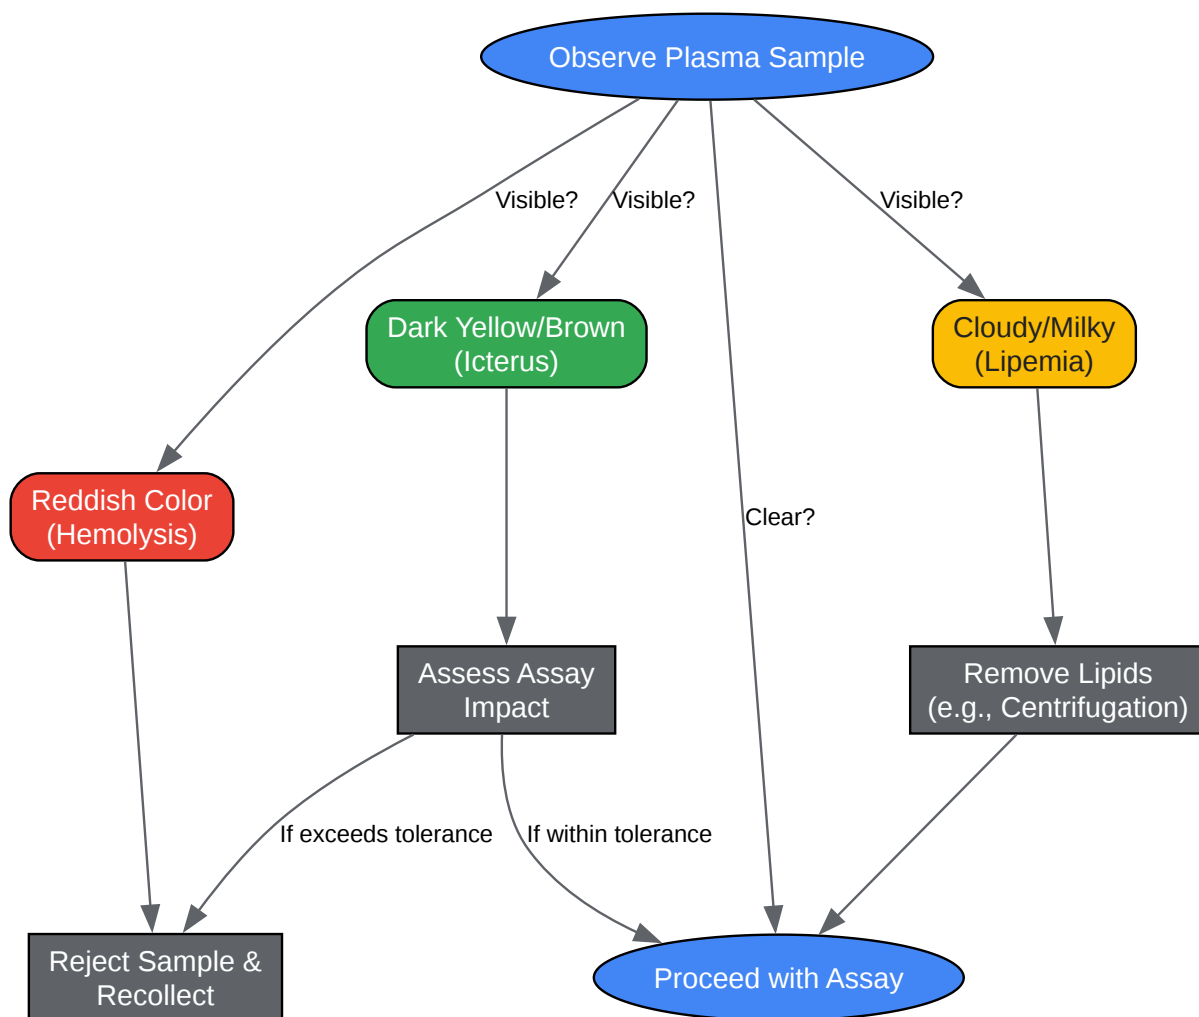 Observe Plasma Sample
Visible?
Visible?
Visible?
Dark Yellow/Brown
(Icterus)
Cloudy/Milky
(Lipemia)
Reddish Color
(Hemolysis)
Clear?
Assess Assay
Impact
Remove Lipids
(e.g., Centrifugation)
If exceeds tolerance
If within tolerance
Reject Sample &
Recollect
Proceed with Assay